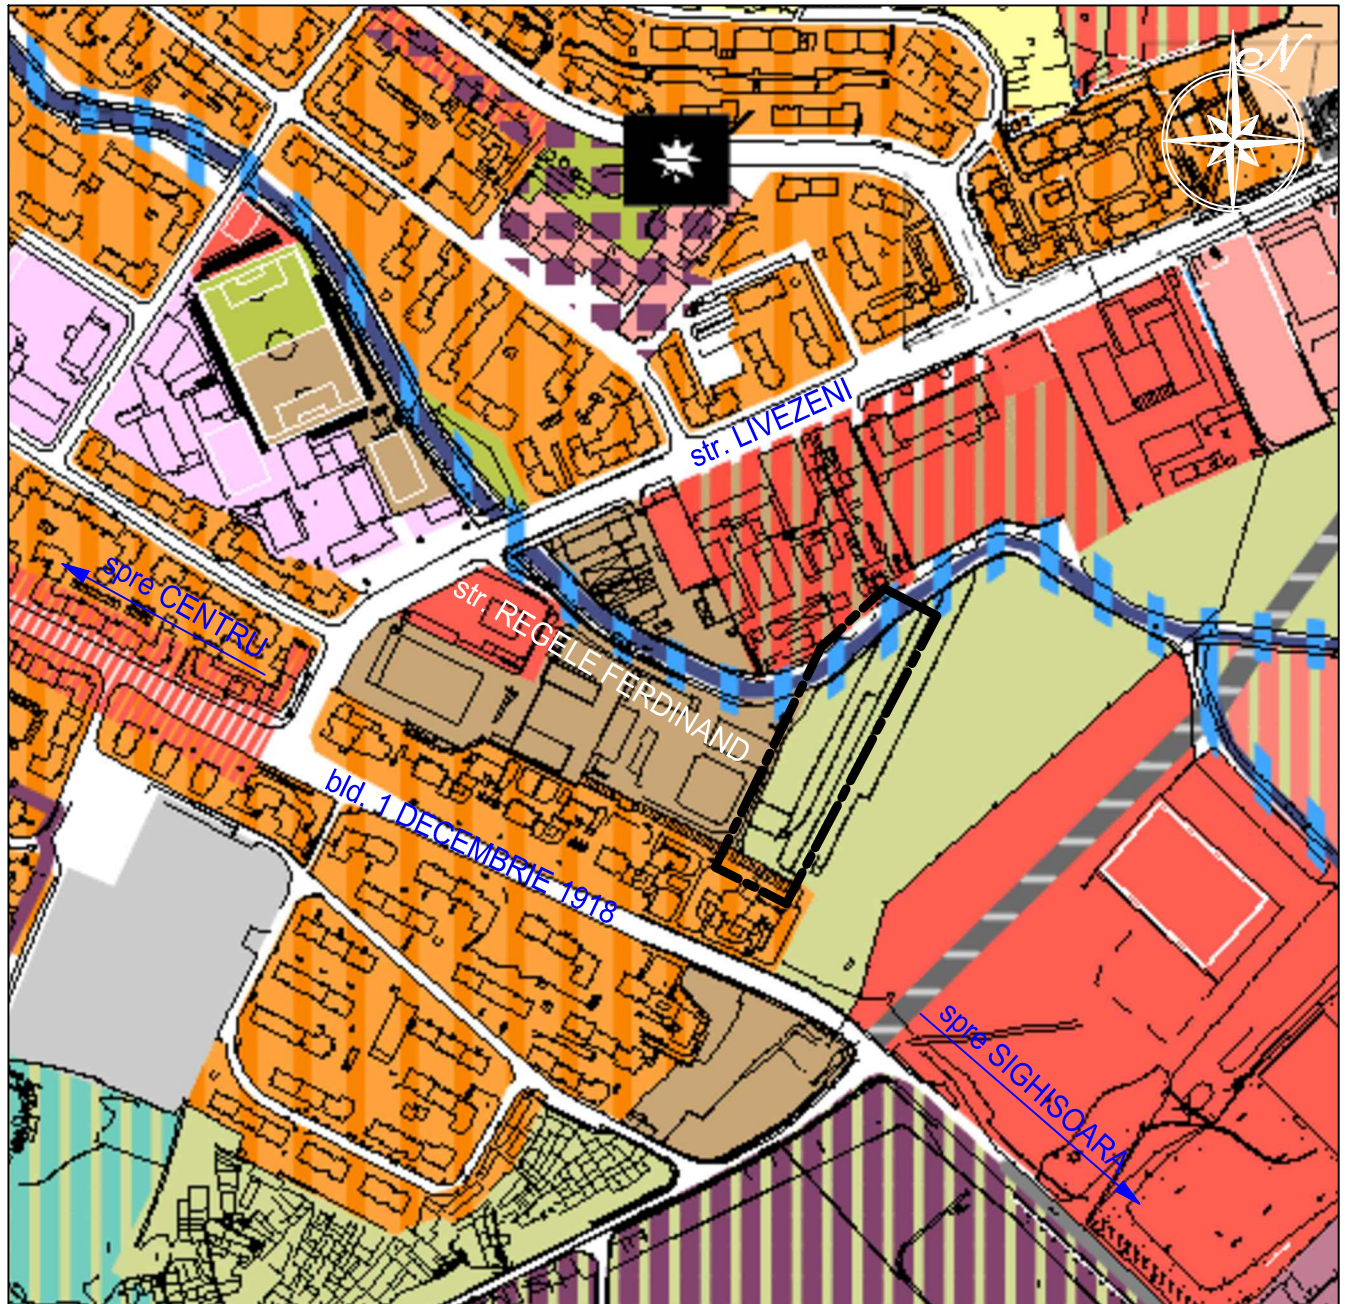 N
str. LIVEZENI
spre CENTRU
str. REGELE FERDINAND
bld. 1 DECEMBRIE 1918
spre SIGHISOARA